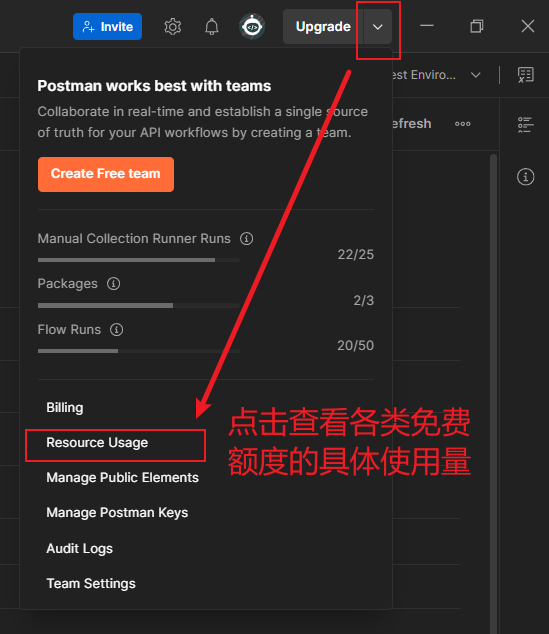 Invite
Upgrade
Postman works best with teams
est Enviro...
Collaborate in real-time and establish a single source
of truth for your API workflows by creating a team.
efresh
Create Free team
Manual Collection Runner Runs
22/25
Packages
2/3
Flow Runs
20/50
Billing
Resource Usage
点击查看各类免费
额度的具体使用量
Manage Public Elements
Manage Postman Keys
Audit Logs
Team Settings